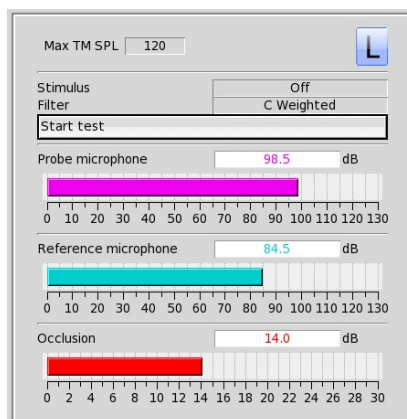 Max TM SPL 120 L
Stimulus Off
Filter C Weighted
Start test
Probe microphone 98.5 dB
0 10 20 30 40 50 60 70 80 90 100 110 130
Reference microphone 84.5 dB
0 10 20 30 40 50 60 70 80 90 100 110 130
Occlusion 14.0 dB
0 2 4 6 8 10 12 14 16 18 20 22 24 26 28 30